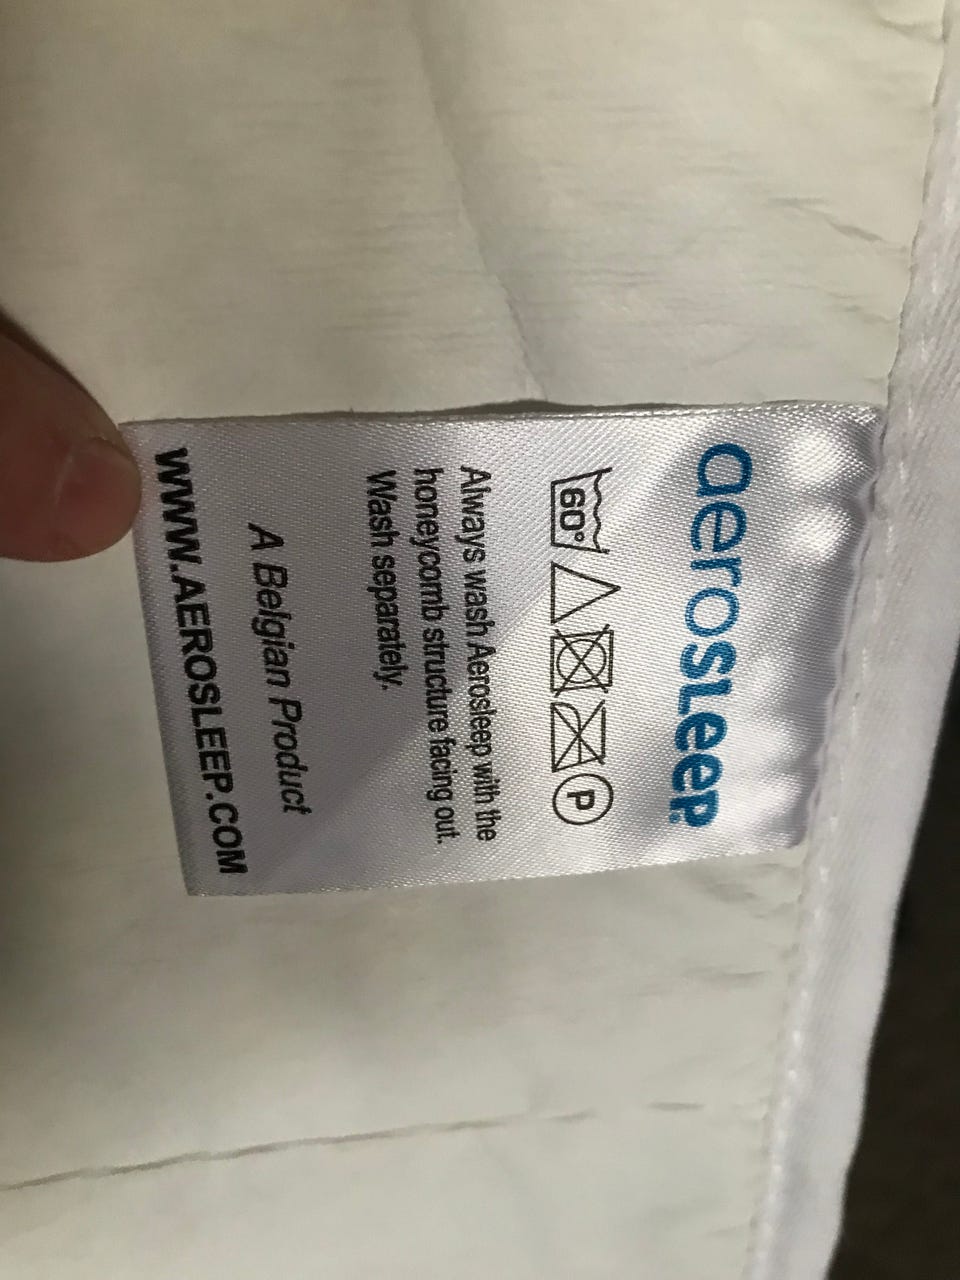 aerosleep
60° P
Always wash Aerosleep with the
honeycomb structure facing out.
Wash separately.
A Belgian Product
WWW.AEROSLEEP.COM